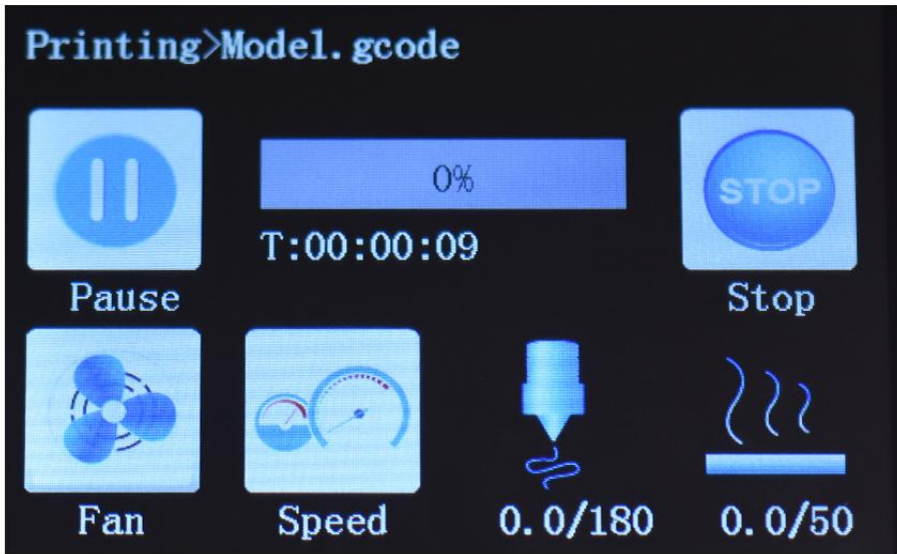 Printing>Model.gcode
0%
STOP
T:00:00:09
Pause
Stop
Fan
Speed
0.0/180
0.0/50